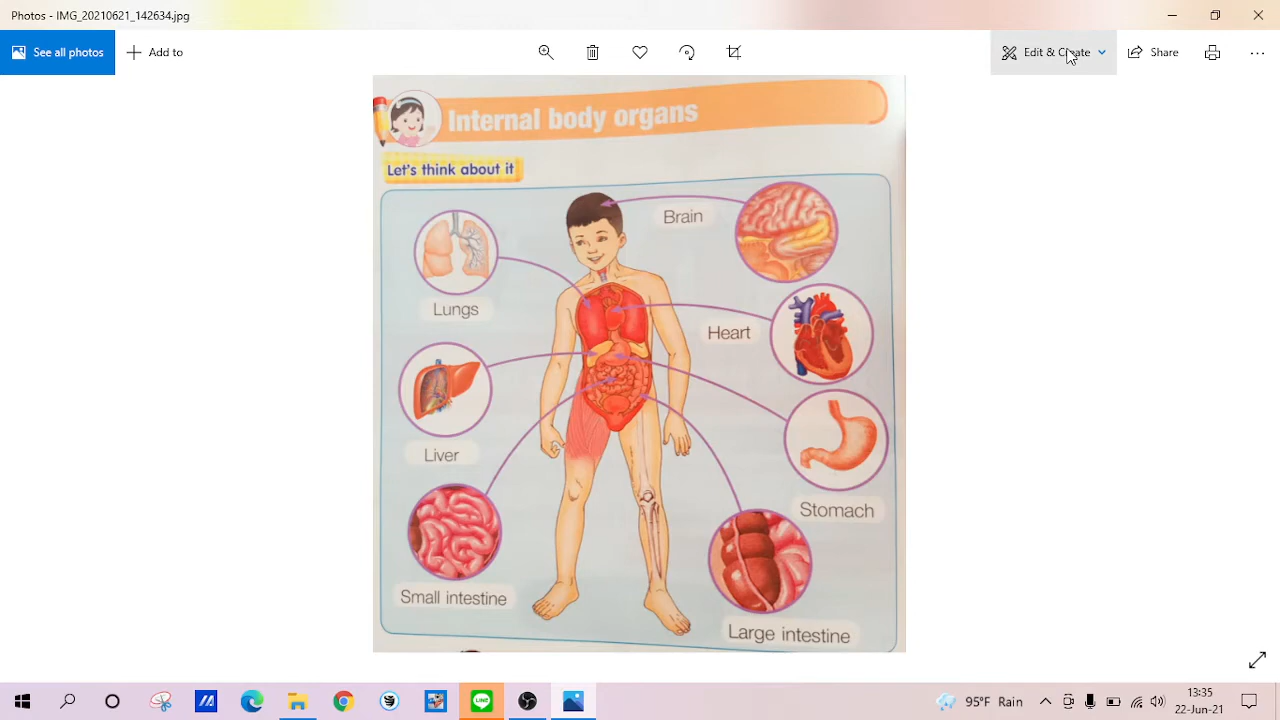 Photos - IMG_20210621_142634.jpg
See all photos
Add to
Edit & Create
Share
Internal body organs
Let's think about it
Brain
Lungs
Heart
Liver
Stomach
Small intestine
Large intestine
LINE
95°F Rain
13:35
22-Jun-21